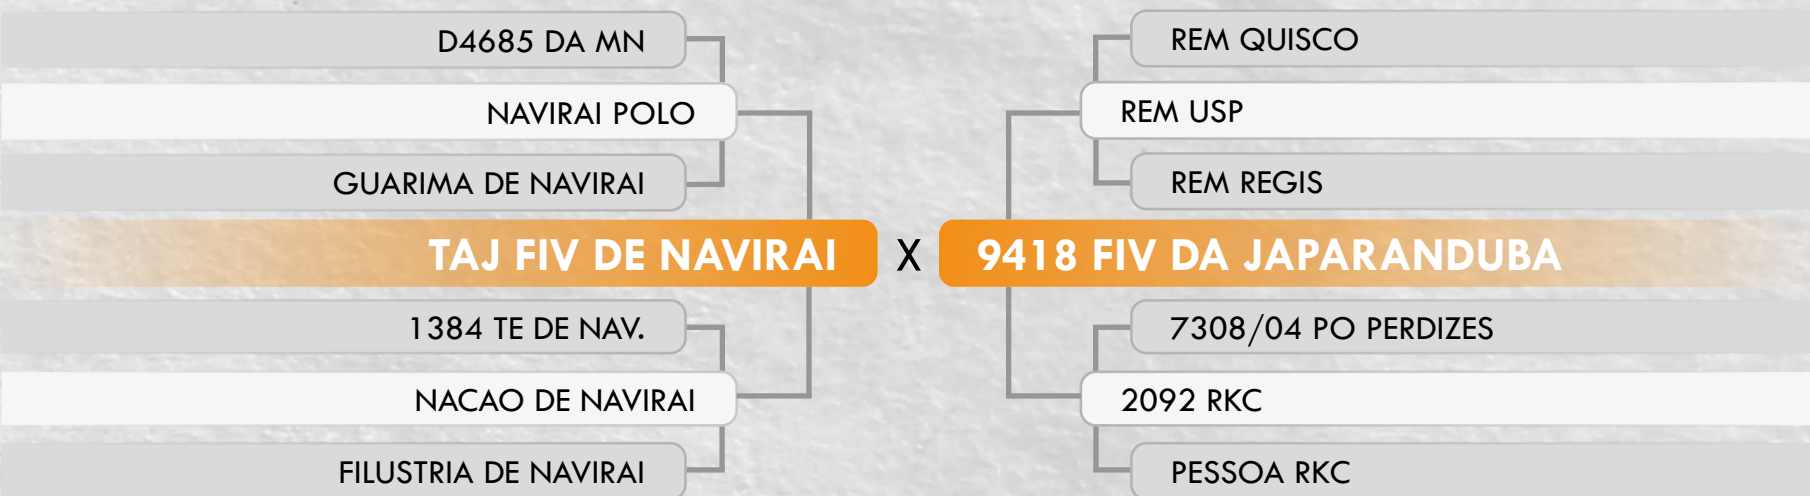 D4685 DA MN
NAVIRAI POLO
GUARIMA DE NAVIRAI
TAJ FIV DE NAVIRAI X 9418 FIV DA JAPARANDUBA
1384 TE DE NAV.
NACAO DE NAVIRAI
FILUSTRIA DE NAVIRAI
REM QUISCO
REM USP
REM REGIS
7308/04 PO PERDIZES
2092 RKC
PESSOA RKC